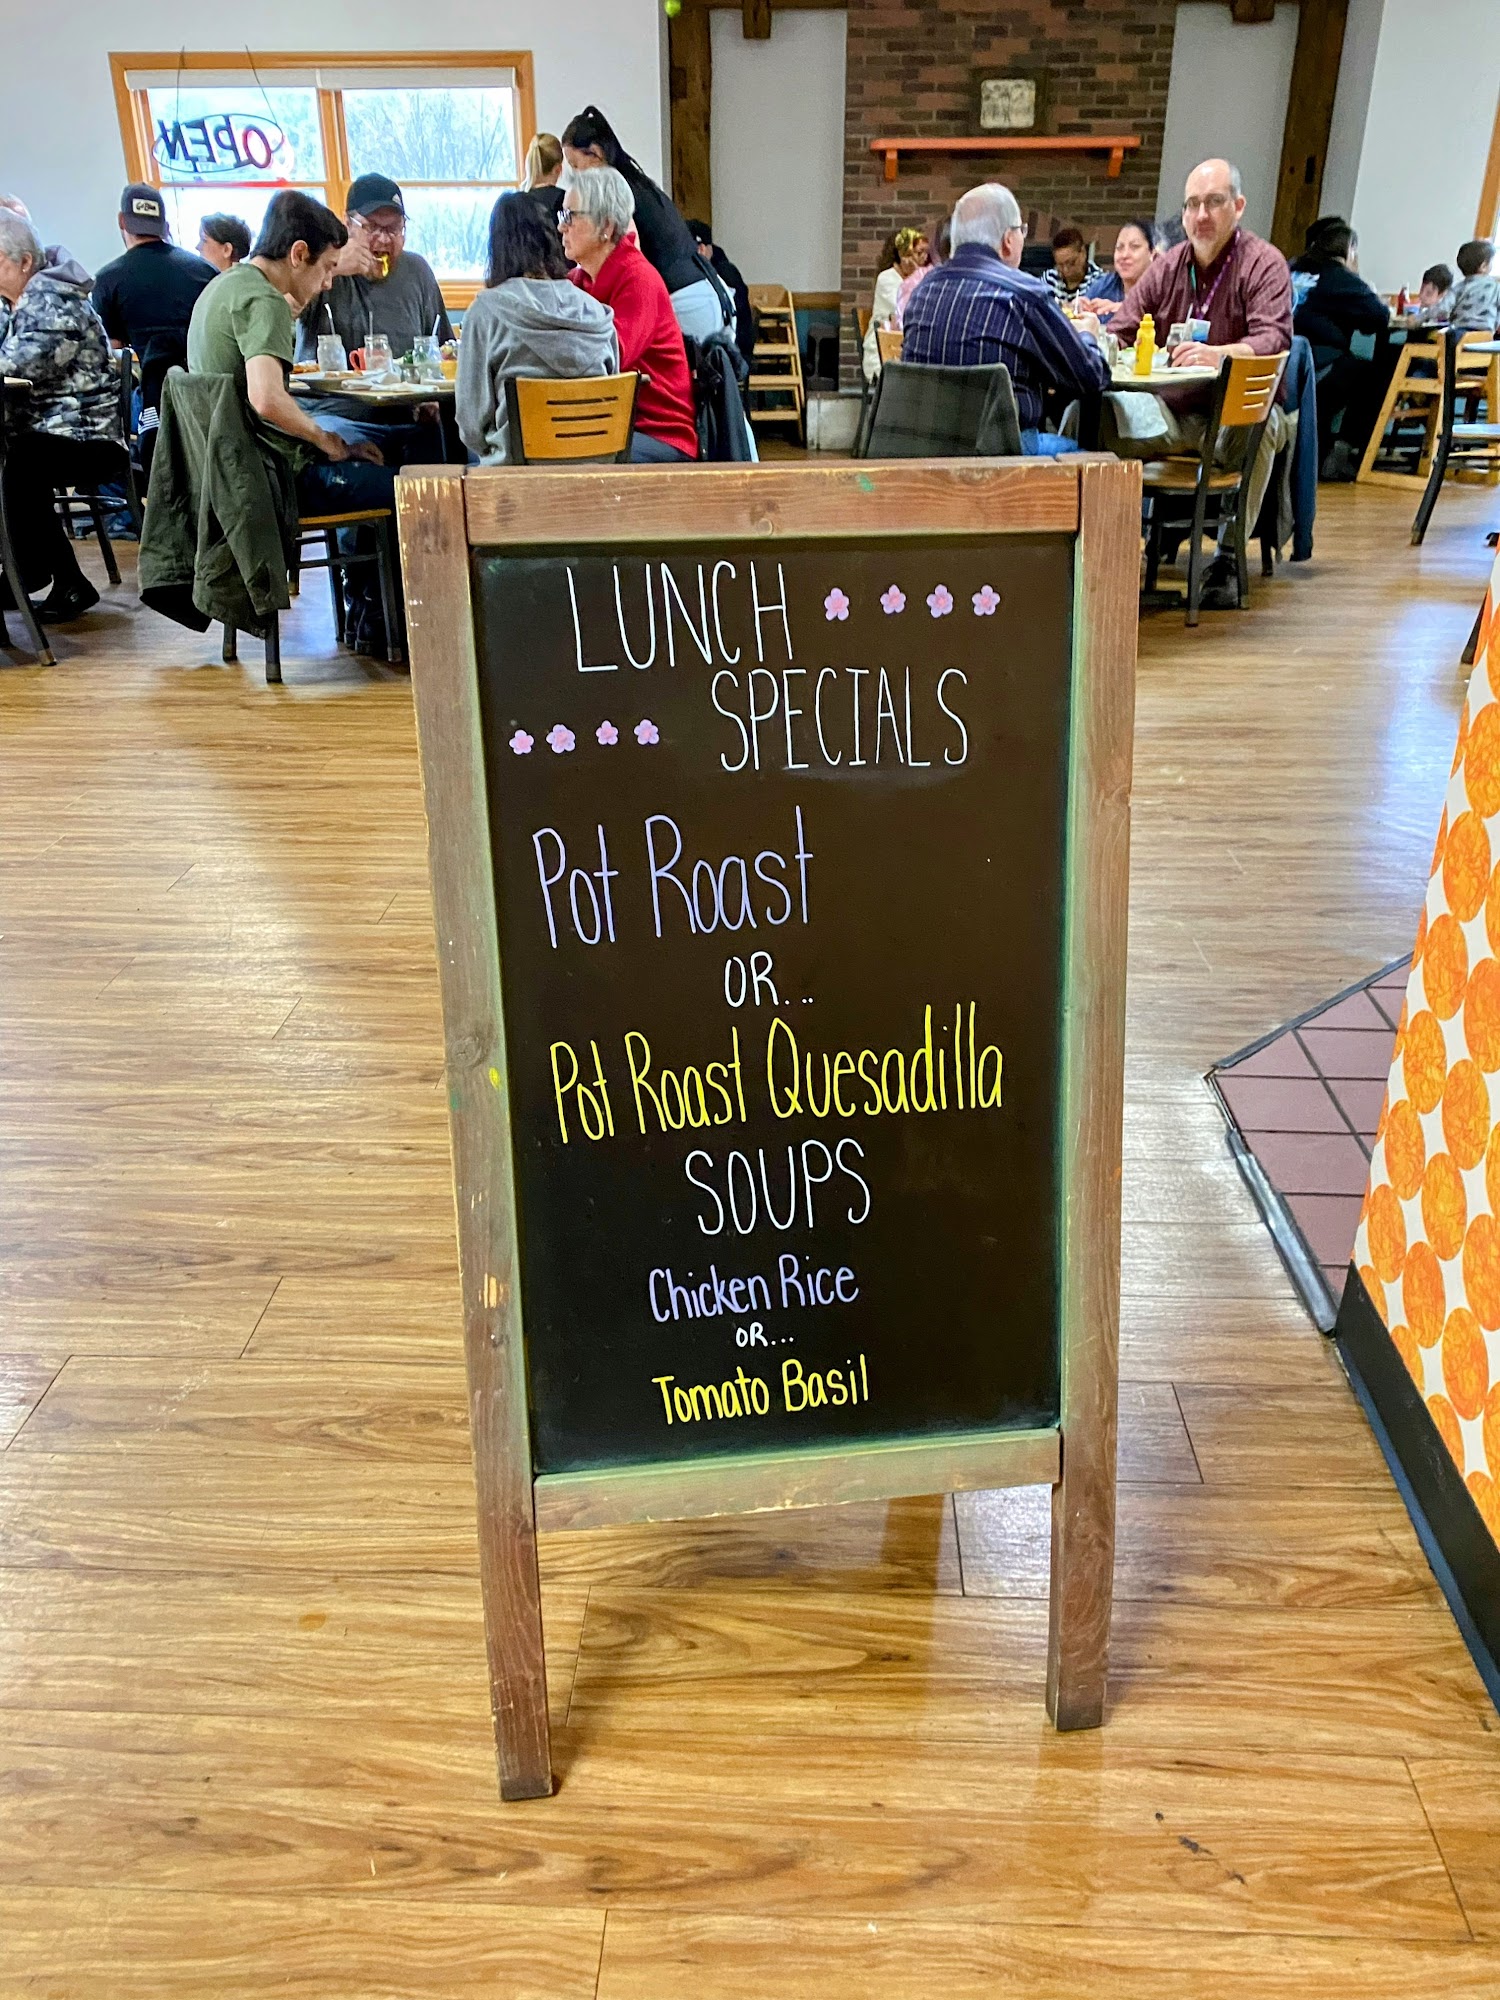 OPEN
LUNCH
SPECIALS
Pot Roast
OR...
Pot Roast Quesadilla
SOUPS
Chicken Rice
OR...
Tomato Basil